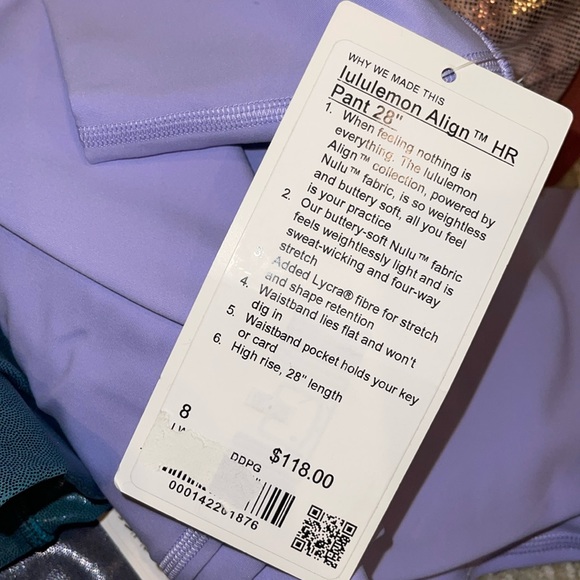 WHY WE MADE THIS
lululemon Align™ HR
Pant 28"
1. When feeling nothing is
everything. The lululemon
Align™ collection, powered by
Nulu™ fabric, is so weightless
and buttery soft, all you feel
is your practice
2. Our buttery-soft Nulu™ fabric
feels weightlessly light and is
sweat-wicking and four-way
stretch
Added Lycra® fibre for stretch
and shape retention
4. Waistband lies flat and won't
dig in
5. Waistband pocket holds your key
or card
6. High rise, 28" length
8
DDPG
$118.00
000142261876